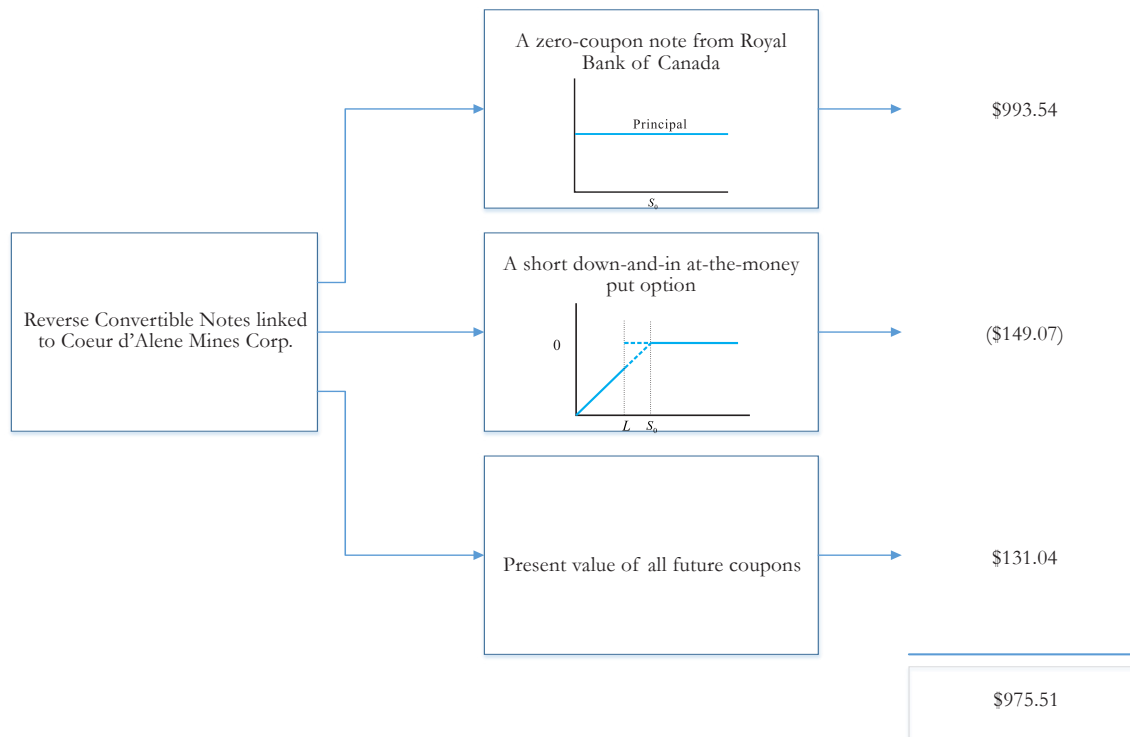 A zero-coupon note from Royal
Bank of Canada
Principal
S₀
$993.54
Reverse Convertible Notes linked
to Coeur d’Alene Mines Corp.
A short down-and-in at-the-money
put option
0
L S₀
($149.07)
Present value of all future coupons
$131.04
$975.51